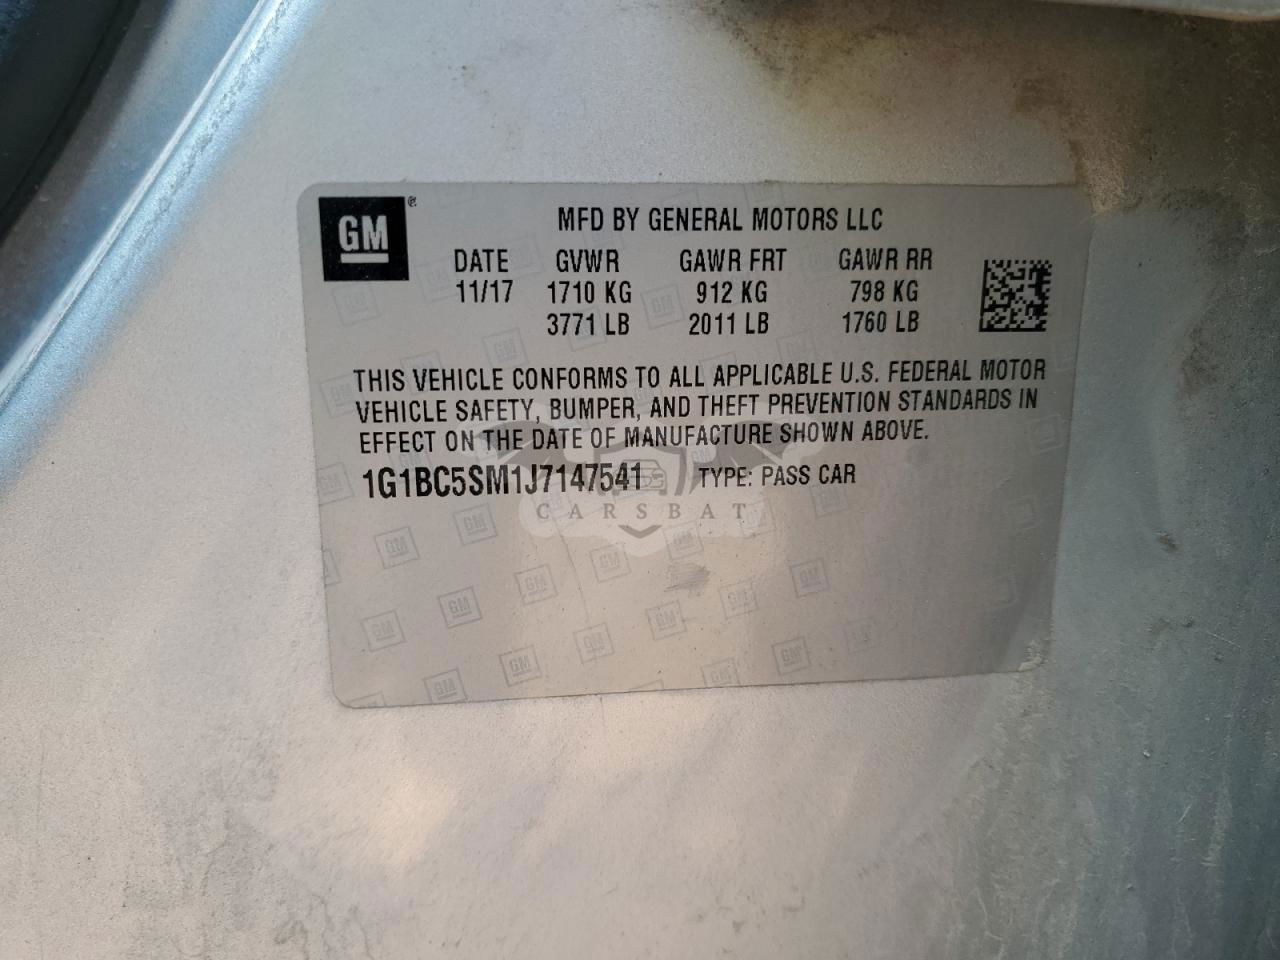 GM ®
MFD BY GENERAL MOTORS LLC
DATE GVWR GAWR FRT GAWR RR
11/17 1710 KG 912 KG 798 KG
3771 LB 2011 LB 1760 LB
THIS VEHICLE CONFORMS TO ALL APPLICABLE U.S. FEDERAL MOTOR
VEHICLE SAFETY, BUMPER, AND THEFT PREVENTION STANDARDS IN
EFFECT ON THE DATE OF MANUFACTURE SHOWN ABOVE.
1G1BC5SM1J7147541 TYPE: PASS CAR
CARSBAT